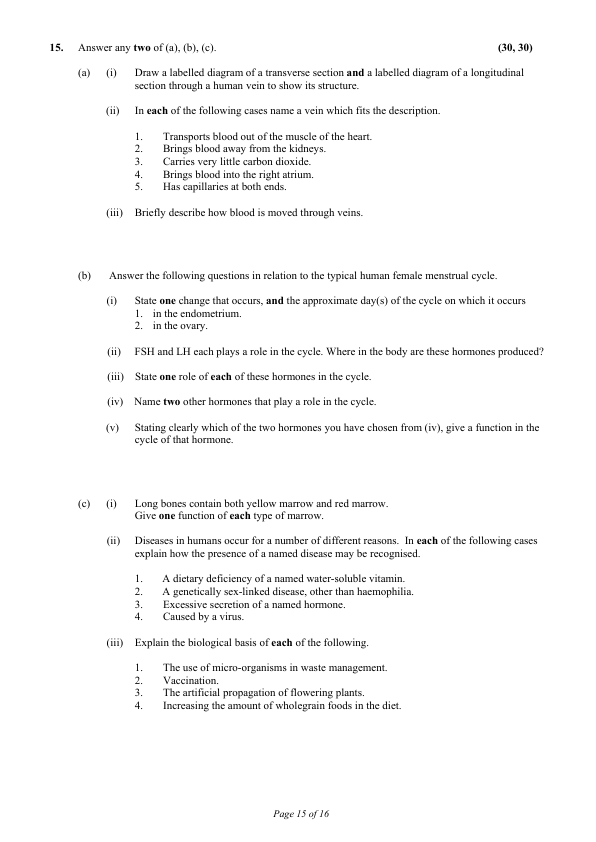 15. Answer any two of (a), (b), (c). (30, 30)
(a) (i) Draw a labelled diagram of a transverse section and a labelled diagram of a longitudinal
section through a human vein to show its structure.
(ii) In each of the following cases name a vein which fits the description.
1. Transports blood out of the muscle of the heart.
2. Brings blood away from the kidneys.
3. Carries very little carbon dioxide.
4. Brings blood into the right atrium.
5. Has capillaries at both ends.
(iii) Briefly describe how blood is moved through veins.
(b) Answer the following questions in relation to the typical human female menstrual cycle.
(i) State one change that occurs, and the approximate day(s) of the cycle on which it occurs
1. in the endometrium.
2. in the ovary.
(ii) FSH and LH each plays a role in the cycle. Where in the body are these hormones produced?
(iii) State one role of each of these hormones in the cycle.
(iv) Name two other hormones that play a role in the cycle.
(v) Stating clearly which of the two hormones you have chosen from (iv), give a function in the
cycle of that hormone.
(c) (i) Long bones contain both yellow marrow and red marrow.
Give one function of each type of marrow.
(ii) Diseases in humans occur for a number of different reasons. In each of the following cases
explain how the presence of a named disease may be recognised.
1. A dietary deficiency of a named water-soluble vitamin.
2. A genetically sex-linked disease, other than haemophilia.
3. Excessive secretion of a named hormone.
4. Caused by a virus.
(iii) Explain the biological basis of each of the following.
1. The use of micro-organisms in waste management.
2. Vaccination.
3. The artificial propagation of flowering plants.
4. Increasing the amount of wholegrain foods in the diet.
Page 15 of 16